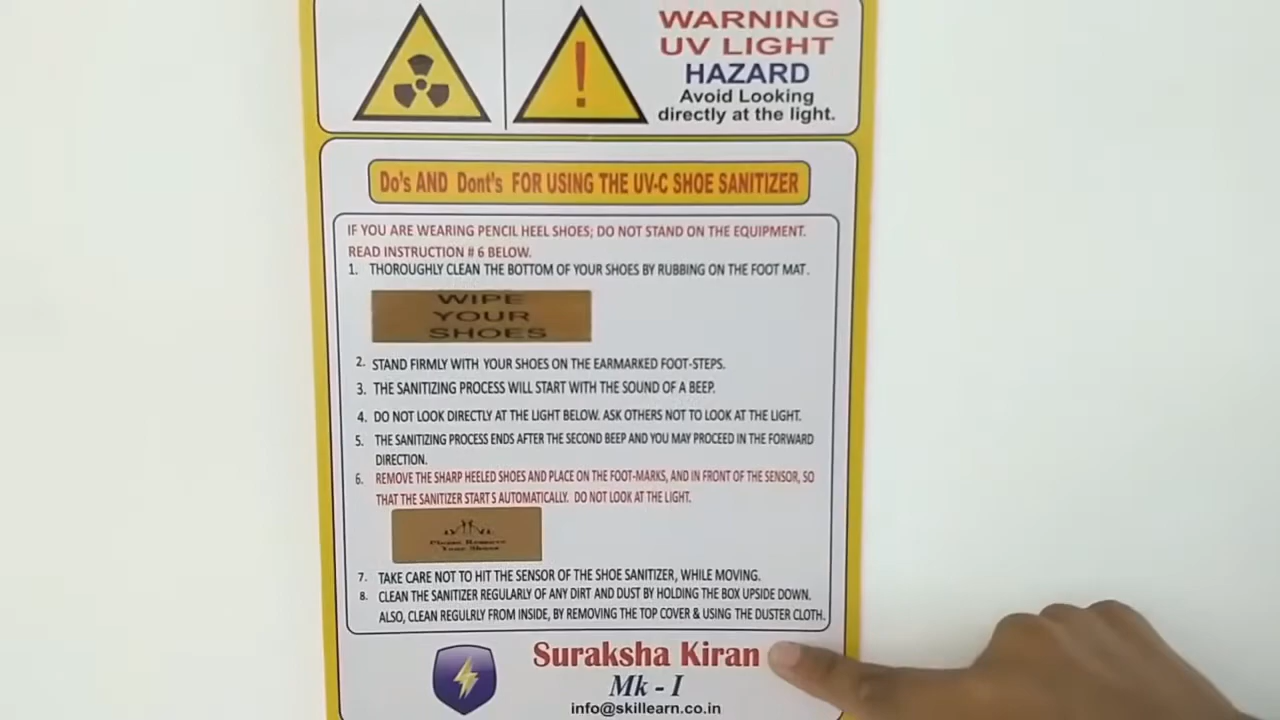 WARNING
UV LIGHT
HAZARD
Avoid Looking
directly at the light.
Do's AND Dont's FOR USING THE UV-C SHOE SANITIZER
IF YOU ARE WEARING PENCIL HEEL SHOES; DO NOT STAND ON THE EQUIPMENT.
READ INSTRUCTION # 6 BELOW.
1. THOROUGHLY CLEAN THE BOTTOM OF YOUR SHOES BY RUBBING ON THE FOOT MAT.
WIPE
YOUR
SHOES
2. STAND FIRMLY WITH YOUR SHOES ON THE EARMARKED FOOT-STEPS.
3. THE SANITIZING PROCESS WILL START WITH THE SOUND OF A BEEP.
4. DO NOT LOOK DIRECTLY AT THE LIGHT BELOW. ASK OTHERS NOT TO LOOK AT THE LIGHT.
5. THE SANITIZING PROCESS ENDS AFTER THE SECOND BEEP AND YOU MAY PROCEED IN THE FORWARD
DIRECTION.
6. REMOVE THE SHARP HEELED SHOES AND PLACE ON THE FOOT-MARKS, AND IN FRONT OF THE SENSOR, SO
THAT THE SANITIZER START S AUTOMATICALLY. DO NOT LOOK AT THE LIGHT.
Please Remove
Your Shoes
7. TAKE CARE NOT TO HIT THE SENSOR OF THE SHOE SANITIZER, WHILE MOVING.
8. CLEAN THE SANITIZER REGULARLY OF ANY DIRT AND DUST BY HOLDING THE BOX UPSIDE DOWN.
ALSO, CLEAN REGULRLY FROM INSIDE, BY REMOVING THE TOP COVER & USING THE DUSTER CLOTH.
Suraksha Kiran
Mk - I
info@skillearn.co.in